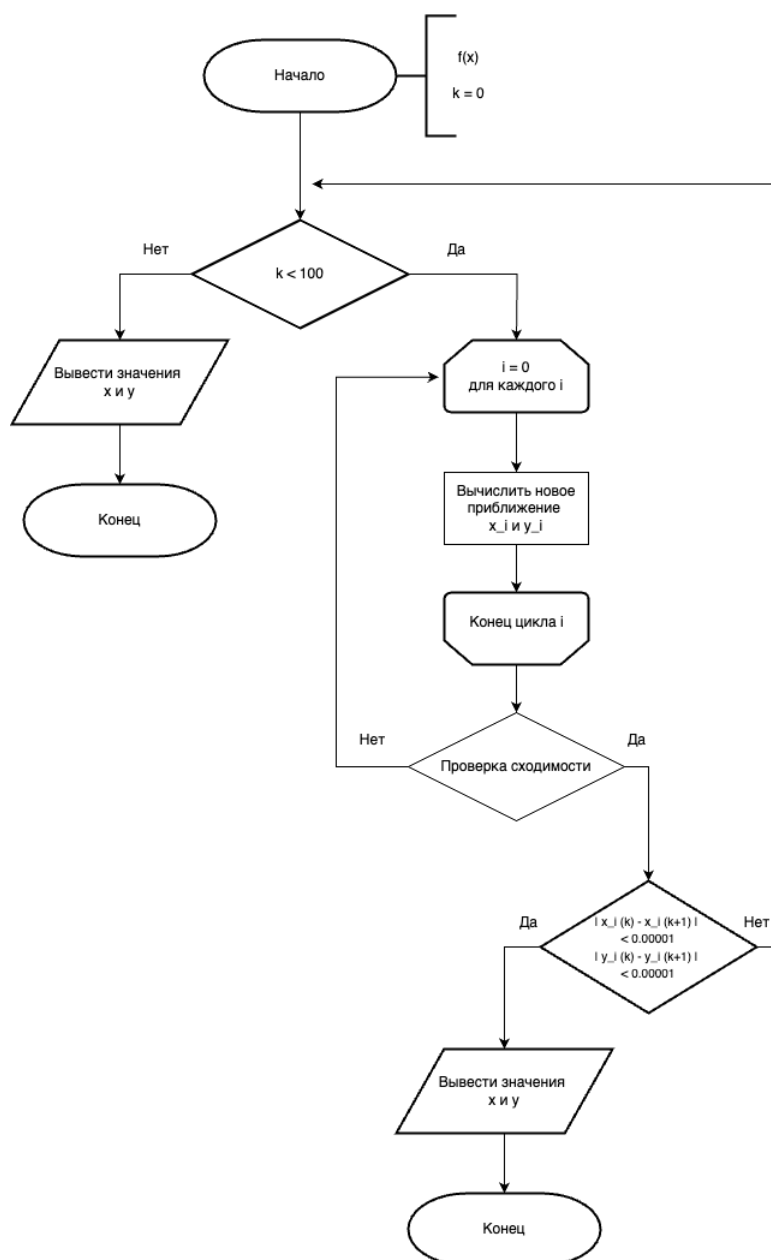 Начало
f(x)
k = 0
Нет
Да
k < 100
Вывести значения
x и y
i = 0
для каждого i
Конец
Вычислить новое
приближение
x_i и y_i
Конец цикла i
Нет
Да
Проверка сходимости
Да
Нет
| x_i (k) - x_i (k+1) |
< 0.00001
| y_i (k) - y_i (k+1) |
< 0.00001
Вывести значения
x и y
Конец